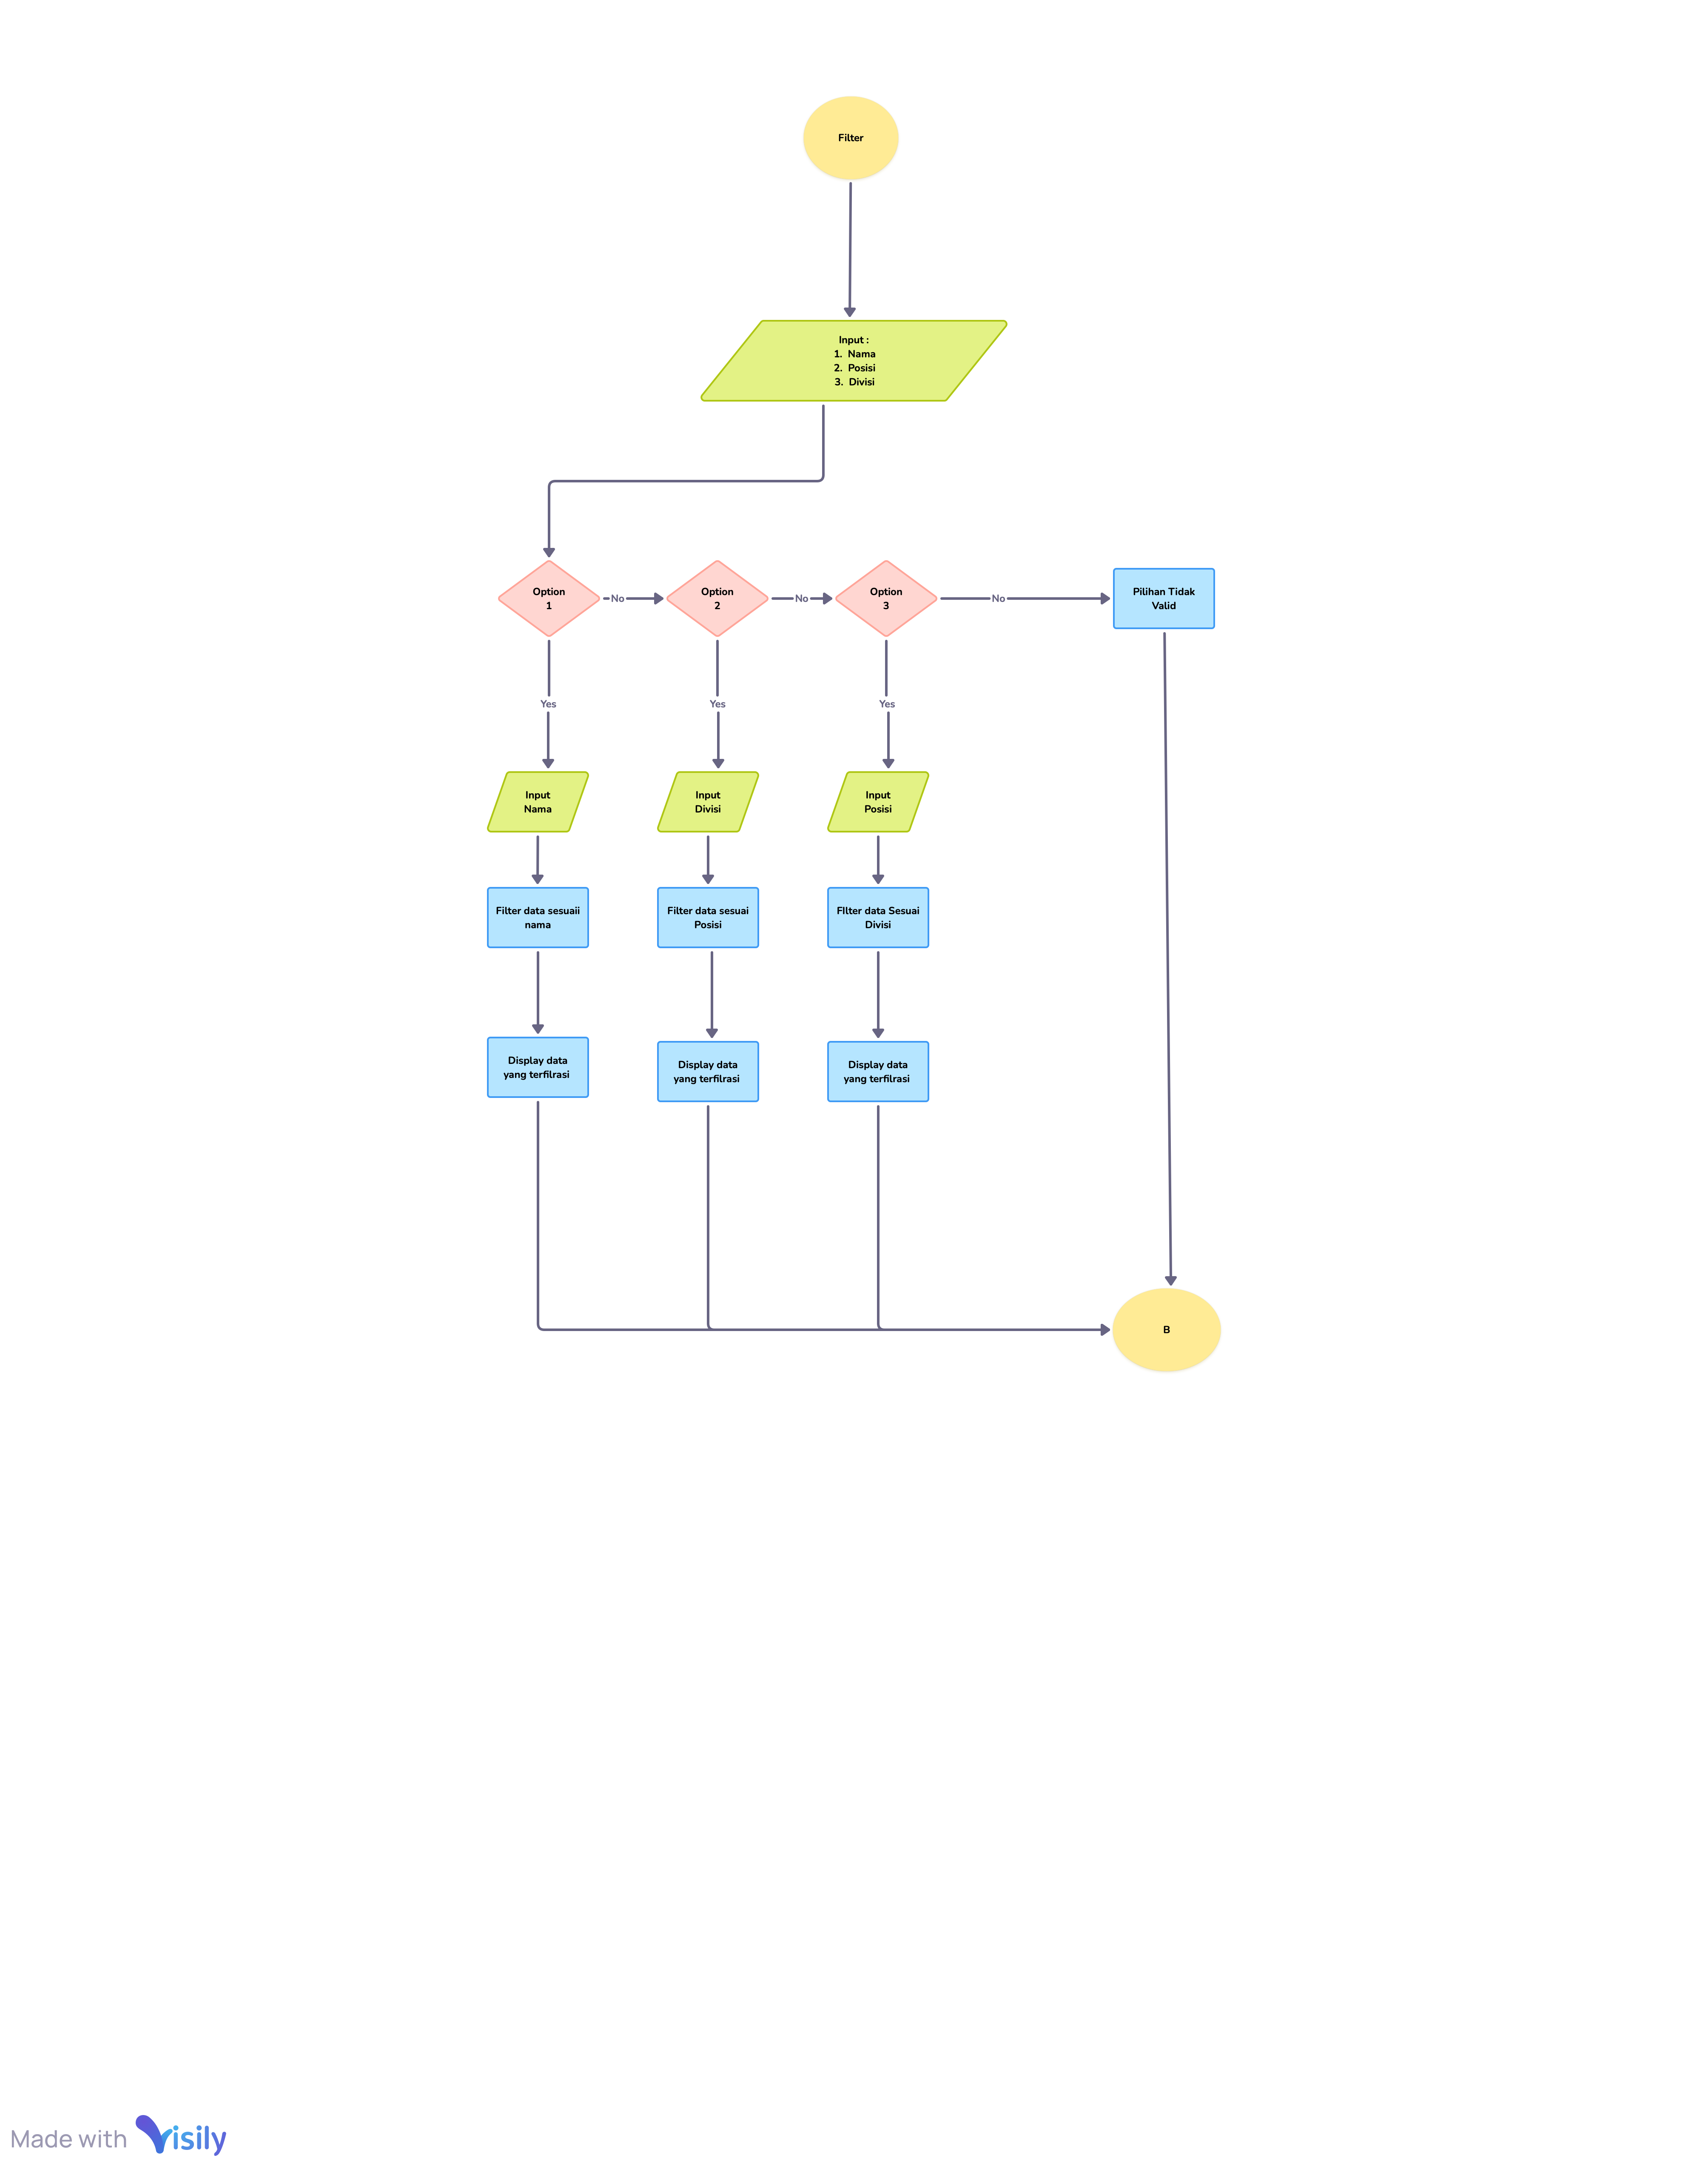 Filter
Input :
1. Nama
2. Posisi
3. Divisi
Option
1
No
Option
2
No
Option
3
No
Pilihan Tidak
Valid
Yes
Yes
Yes
Input
Nama
Input
Divisi
Input
Posisi
Filter data sesuaii
nama
Filter data sesuai
Posisi
FIlter data Sesuai
Divisi
Display data
yang terfilrasi
Display data
yang terfilrasi
Display data
yang terfilrasi
B
Made with Visily